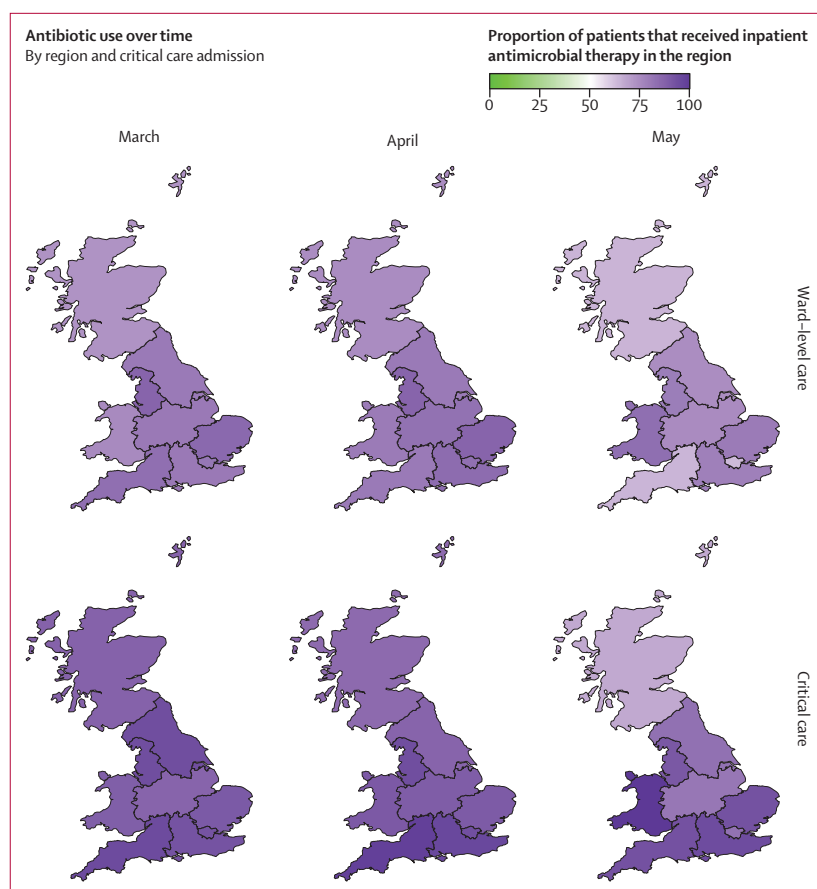 Antibiotic use over time
By region and critical care admission
Proportion of patients that received inpatient
antimicrobial therapy in the region
0 25 50 75 100
March
April
May
Ward–level care
Critical care